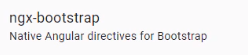 ngx-bootstrap
Native Angular directives for Bootstrap